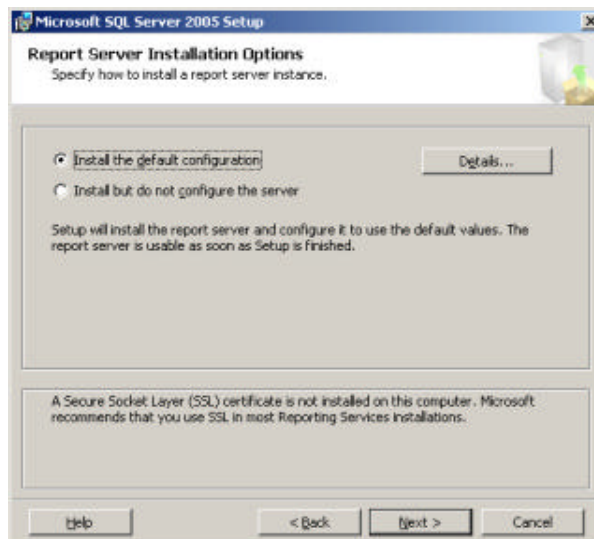 Microsoft SQL Server 2005 Setup
Report Server Installation Options
Specify how to install a report server instance.
Install the default configuration
Details...
Install but do not configure the server
Setup will install the report server and configure it to use the default values. The
report server is usable as soon as Setup is finished.
A Secure Socket Layer (SSL) certificate is not installed on this computer. Microsoft
recommends that you use SSL in most Reporting Services installations.
Help
< Back
Next >
Cancel